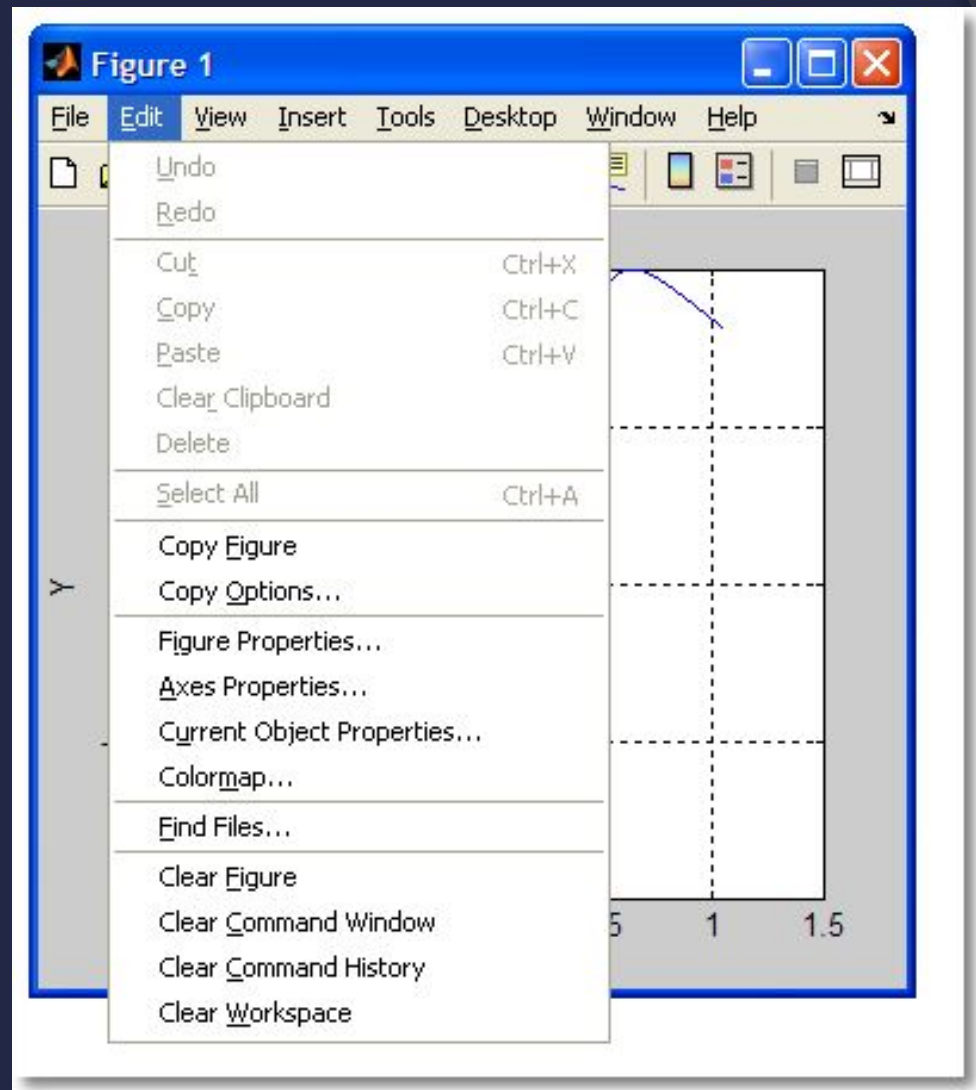 Figure 1
File Edit View Insert Tools Desktop Window Help
Undo
Redo
Cut Ctrl+X
Copy Ctrl+C
Paste Ctrl+V
Clear Clipboard
Delete
Select All Ctrl+A
Copy Figure
Copy Options...
Figure Properties...
Axes Properties...
Current Object Properties...
Colormap...
Find Files...
Clear Figure
Clear Command Window
Clear Command History
Clear Workspace
Y
5 1 1.5